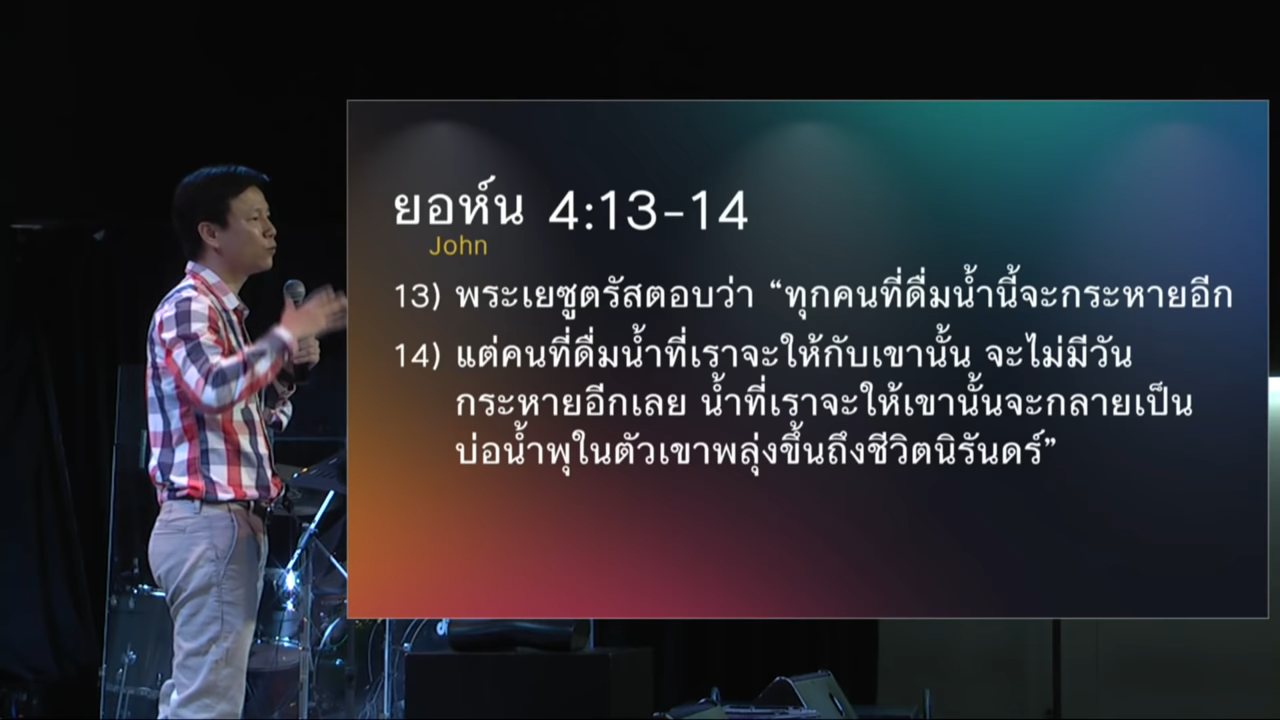 ยอห์น 4:13-14
John
13) พระเยซูตรัสตอบว่า “ทุกคนที่ดื่มน้ำนี้จะกระหายอีก
14) แต่คนที่ดื่มน้ำที่เราจะให้กับเขานั้น จะไม่มีวัน
กระหายอีกเลย น้ำที่เราจะให้เขานั้นจะกลายเป็น
บ่อน้ำพุในตัวเขาพลุ่งขึ้นถึงชีวิตนิรันดร์”